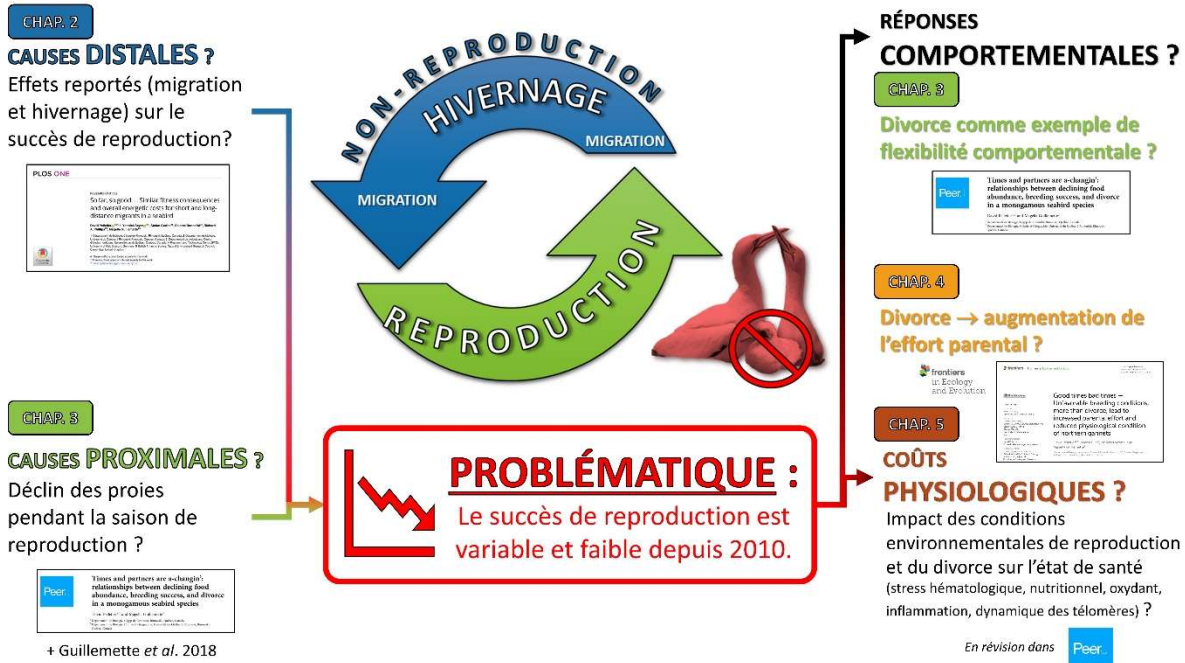 CHAP. 2
CAUSES DISTALES ?
Effets reportés (migration
et hivernage) sur le
succès de reproduction?
PLOS ONE
So far, so good… Similar fitness consequences
and overall energetic costs for short and long-
distance migrants in a seabird
CHAP. 3
CAUSES PROXIMALES ?
Déclin des proies
pendant la saison de
reproduction ?
Peer
Times and partners are a-changin':
relationships between declining food
abundance, breeding success, and divorce
in a monogamous seabird species
+ Guillemette et al. 2018
NON-REPRODUCTION
HIVERNAGE
MIGRATION
MIGRATION
REPRODUCTION
PROBLÉMATIQUE :
Le succès de reproduction est
variable et faible depuis 2010.
RÉPONSES
COMPORTEMENTALES ?
CHAP. 3
Divorce comme exemple de
flexibilité comportementale ?
Peer
Times and partners are a-changin':
relationships between declining food
abundance, breeding success, and divorce
in a monogamous seabird species
CHAP. 4
Divorce → augmentation de
l'effort parental ?
frontiers
in Ecology
and Evolution
Good times bad times —
Unfavorable breeding conditions,
more than divorce, lead to
increased parental effort and
reduced physiological condition
of northern gannets
CHAP. 5
COÛTS
PHYSIOLOGIQUES ?
Impact des conditions
environnementales de reproduction
et du divorce sur l'état de santé
(stress hématologique, nutritionnel, oxydant,
inflammation, dynamique des télomères) ?
En révision dans
Peer